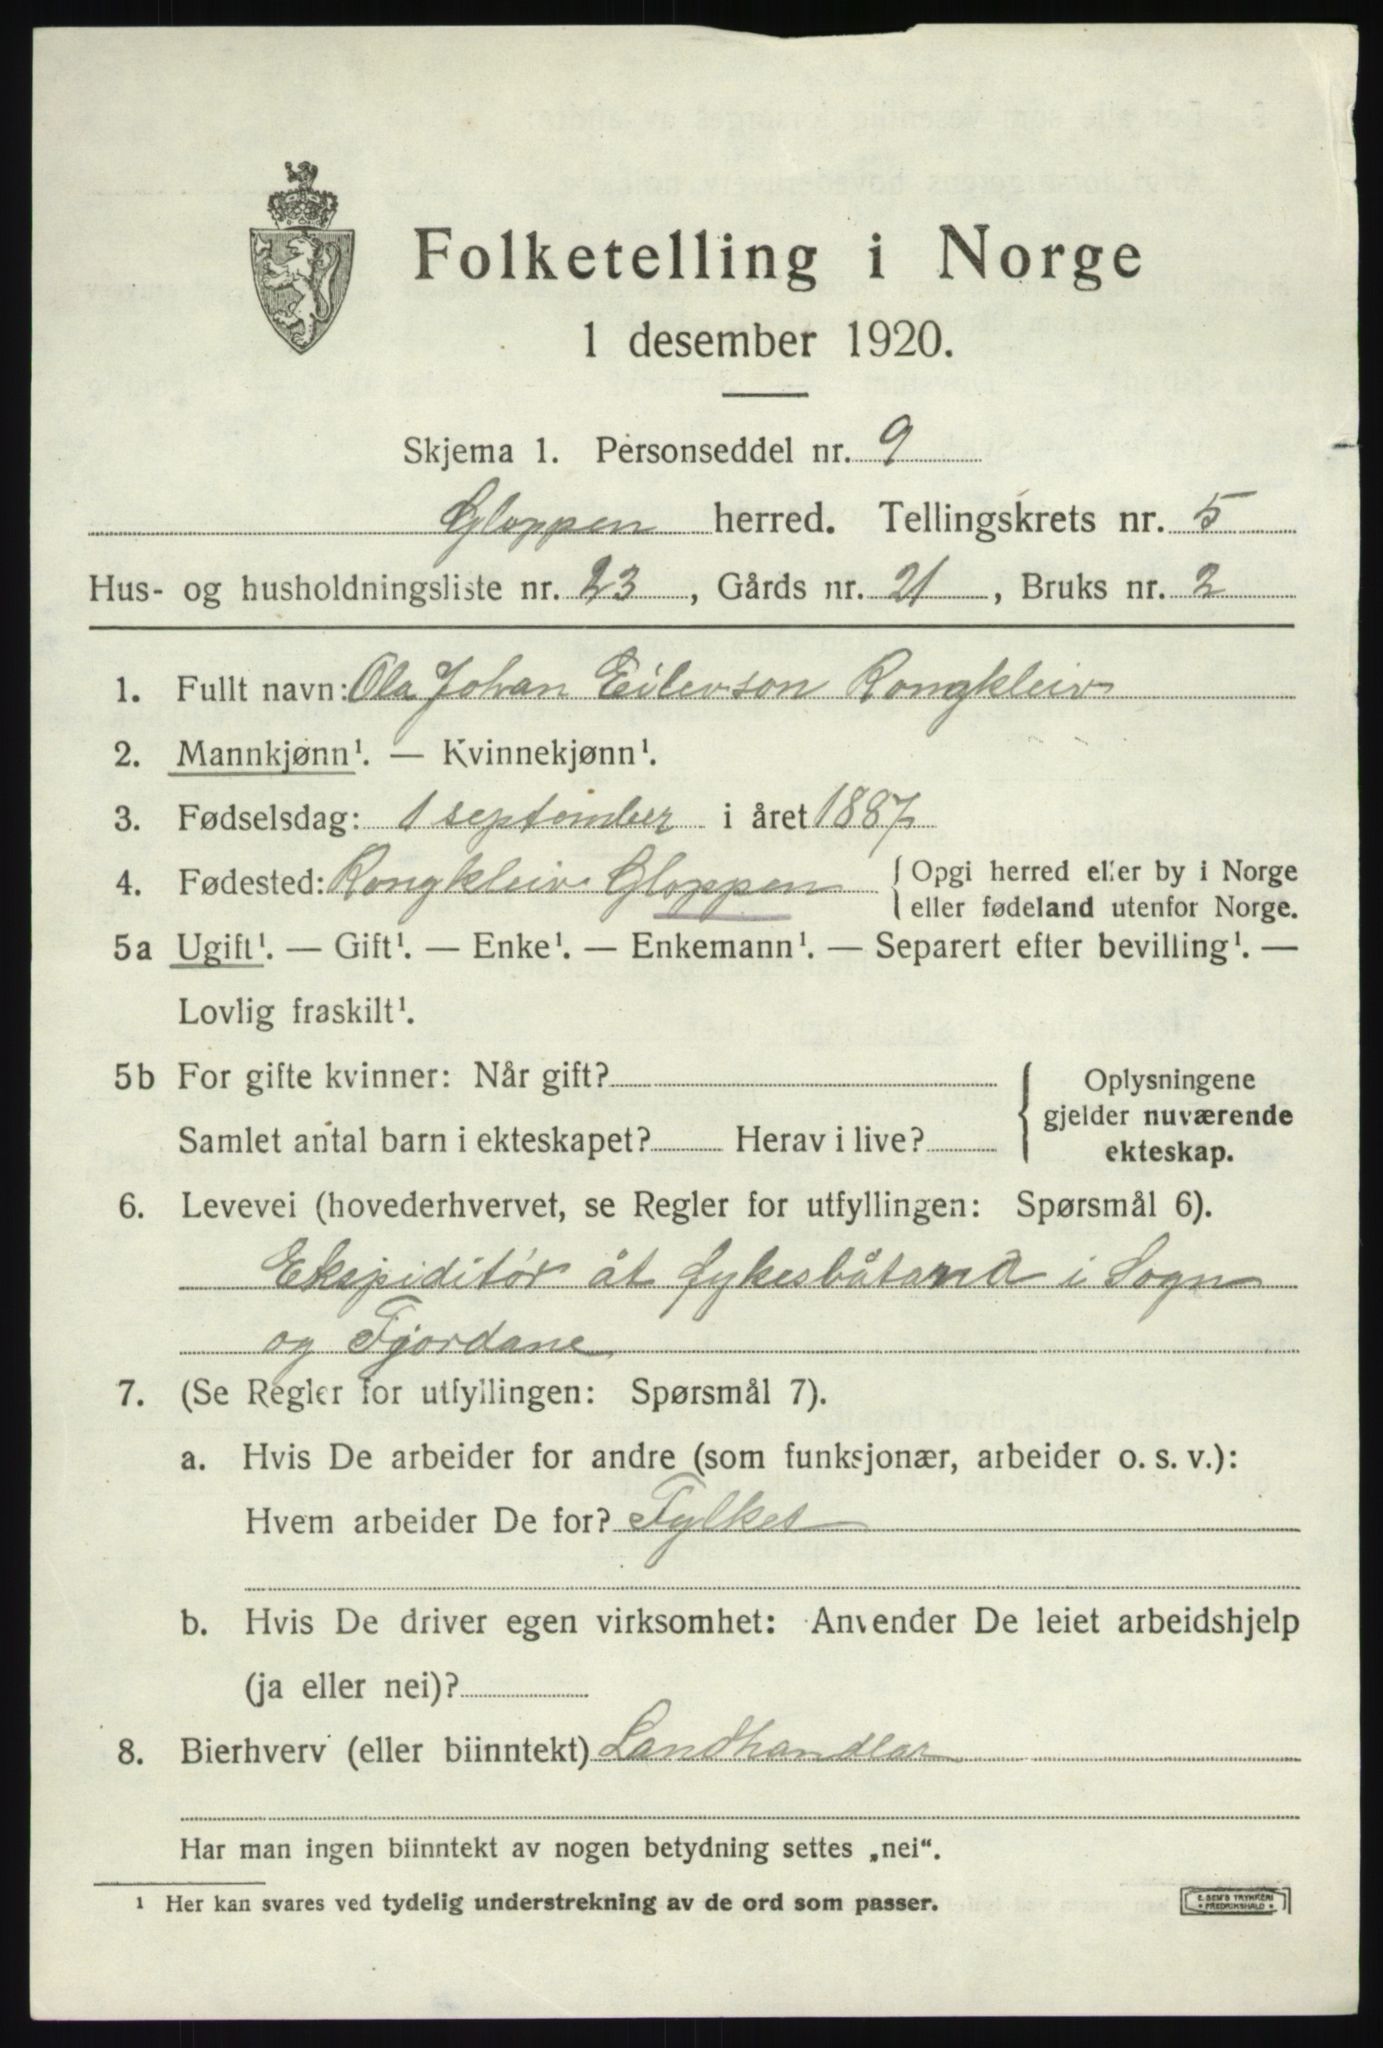 Folketelling i Norge
1 desember 1920.
Skjema 1. Personseddel nr. 9
Gloppen herred. Tellingskrets nr. 5
Hus- og husholdningsliste nr. 23, Gårds nr. 21, Bruks nr. 2
1. Fullt navn: Ola Johan Eilevson Rongkleiv
2. Mannkjønn¹. — Kvinnekjønn¹.
3. Fødselsdag: 1 september i året 1887
4. Fødested: Rongkleiv Gloppen { Opgi herred eller by i Norge
eller fødeland utenfor Norge.
5a Ugift¹. — Gift¹. — Enke¹. — Enkemann¹. — Separert efter bevilling¹. —
Lovlig fraskilt¹.
5b For gifte kvinner: Når gift?
Samlet antal barn i ekteskapet? Herav i live?
Oplysningene
gjelder nuværende
ekteskap.
6. Levevei (hovederhvervet, se Regler for utfyllingen: Spørsmål 6).
Ekspiditør åt fykesbåtana i Sogn
og Fjordane
7. (Se Regler for utfyllingen: Spørsmål 7).
a. Hvis De arbeider for andre (som funksjonær, arbeider o. s. v.):
Hvem arbeider De for? Fylket
b. Hvis De driver egen virksomhet: Anvender De leiet arbeidshjelp
(ja eller nei)?
8. Bierhverv (eller biinntekt) Landhandlar
Har man ingen biinntekt av nogen betydning settes „nei“.
¹ Her kan svares ved tydelig understrekning av de ord som passer.
E. SEM'S TRYKKERI
FREDRIKSHALD